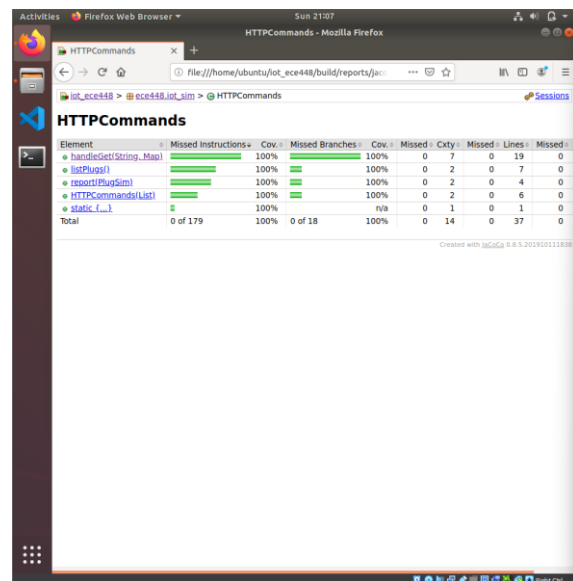 Activities Firefox Web Browser Sun 21:07
HTTPCommands - Mozilla Firefox
HTTPCommands
file:///home/ubuntu/iot_ece448/build/reports/jaco
iot_ece448 > ece448.iot_sim > HTTPCommands Sessions
HTTPCommands
Element Missed Instructions Cov. Missed Branches Cov. Missed Cxty Missed Lines Missed
handleGet(String, Map) 100% 100% 0 7 0 19 0
listPlugs() 100% 100% 0 2 0 7 0
report(PlugSim) 100% 100% 0 2 0 4 0
HTTPCommands(List) 100% 100% 0 2 0 6 0
static {...} 100% n/a 0 1 0 1 0
Total 0 of 179 100% 0 of 18 100% 0 14 0 37 0
Created with JaCoCo 0.8.5.201910111838
Right Ctrl